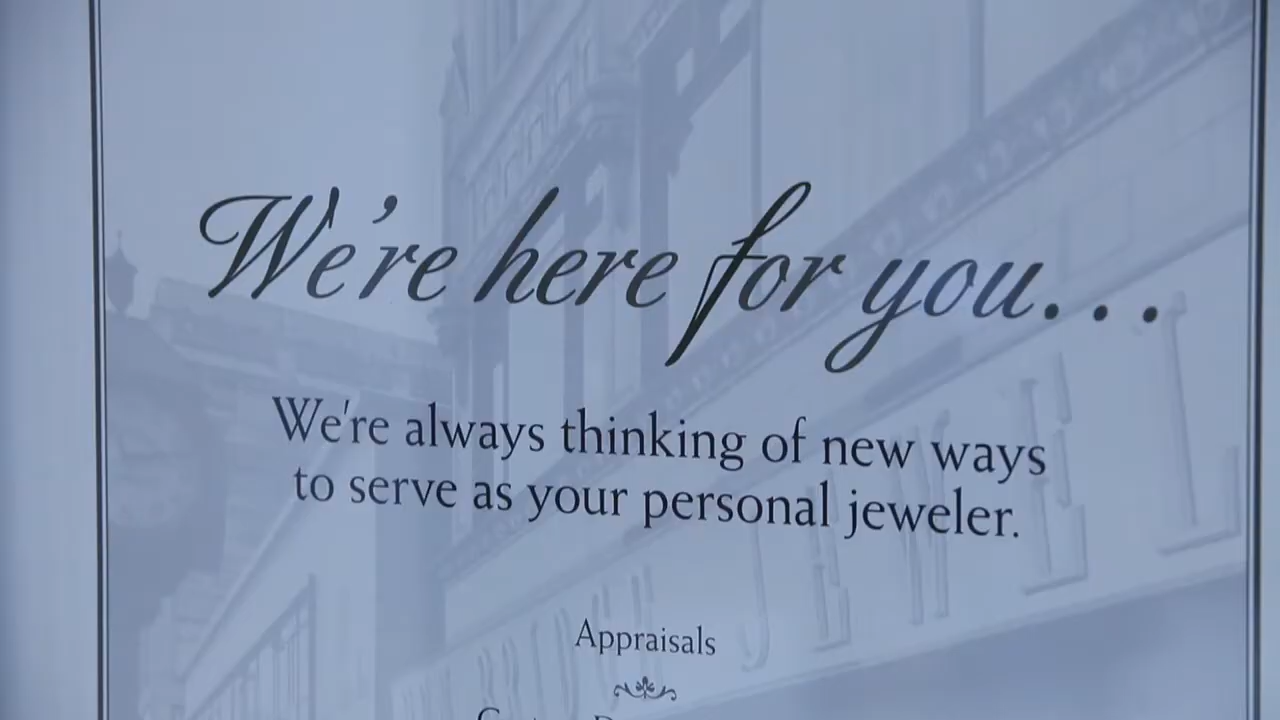 We're here for you...
We're always thinking of new ways
to serve as your personal jeweler.
Appraisals